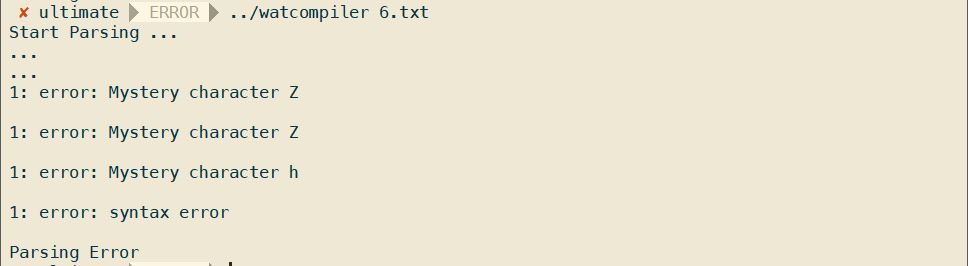 ✘ ultimate ERROR ../watcompiler 6.txt
Start Parsing ...
...
...
1: error: Mystery character Z
1: error: Mystery character Z
1: error: Mystery character h
1: error: syntax error
Parsing Error